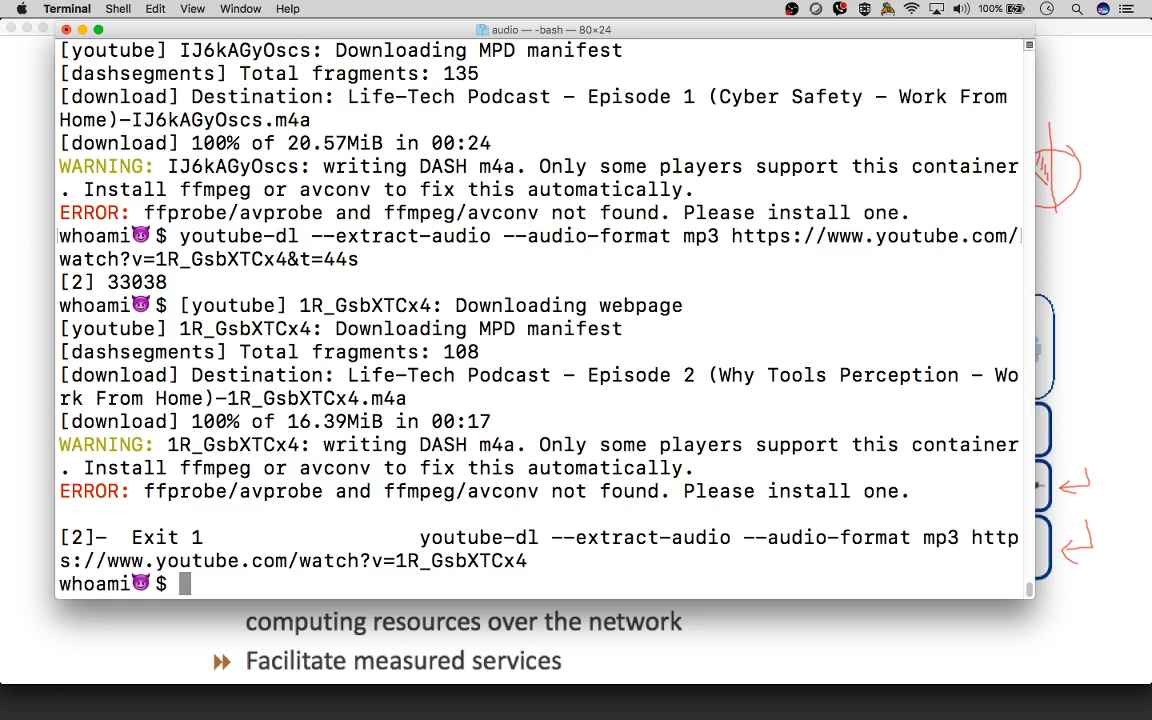 Terminal Shell Edit View Window Help 100%
audio — -bash — 80×24
[youtube] IJ6kAGyOscs: Downloading MPD manifest
[dashsegments] Total fragments: 135
[download] Destination: Life-Tech Podcast - Episode 1 (Cyber Safety - Work From
Home)-IJ6kAGyOscs.m4a
[download] 100% of 20.57MiB in 00:24
WARNING: IJ6kAGyOscs: writing DASH m4a. Only some players support this container
. Install ffmpeg or avconv to fix this automatically.
ERROR: ffprobe/avprobe and ffmpeg/avconv not found. Please install one.
whoami😈 $ youtube-dl --extract-audio --audio-format mp3 https://www.youtube.com/
watch?v=1R_GsbXTCx4&t=44s
[2] 33038
whoami😈 $ [youtube] 1R_GsbXTCx4: Downloading webpage
[youtube] 1R_GsbXTCx4: Downloading MPD manifest
[dashsegments] Total fragments: 108
[download] Destination: Life-Tech Podcast - Episode 2 (Why Tools Perception - Wo
rk From Home)-1R_GsbXTCx4.m4a
[download] 100% of 16.39MiB in 00:17
WARNING: 1R_GsbXTCx4: writing DASH m4a. Only some players support this container
. Install ffmpeg or avconv to fix this automatically.
ERROR: ffprobe/avprobe and ffmpeg/avconv not found. Please install one.
[2]- Exit 1 youtube-dl --extract-audio --audio-format mp3 http
s://www.youtube.com/watch?v=1R_GsbXTCx4
whoami😈 $
computing resources over the network
Facilitate measured services